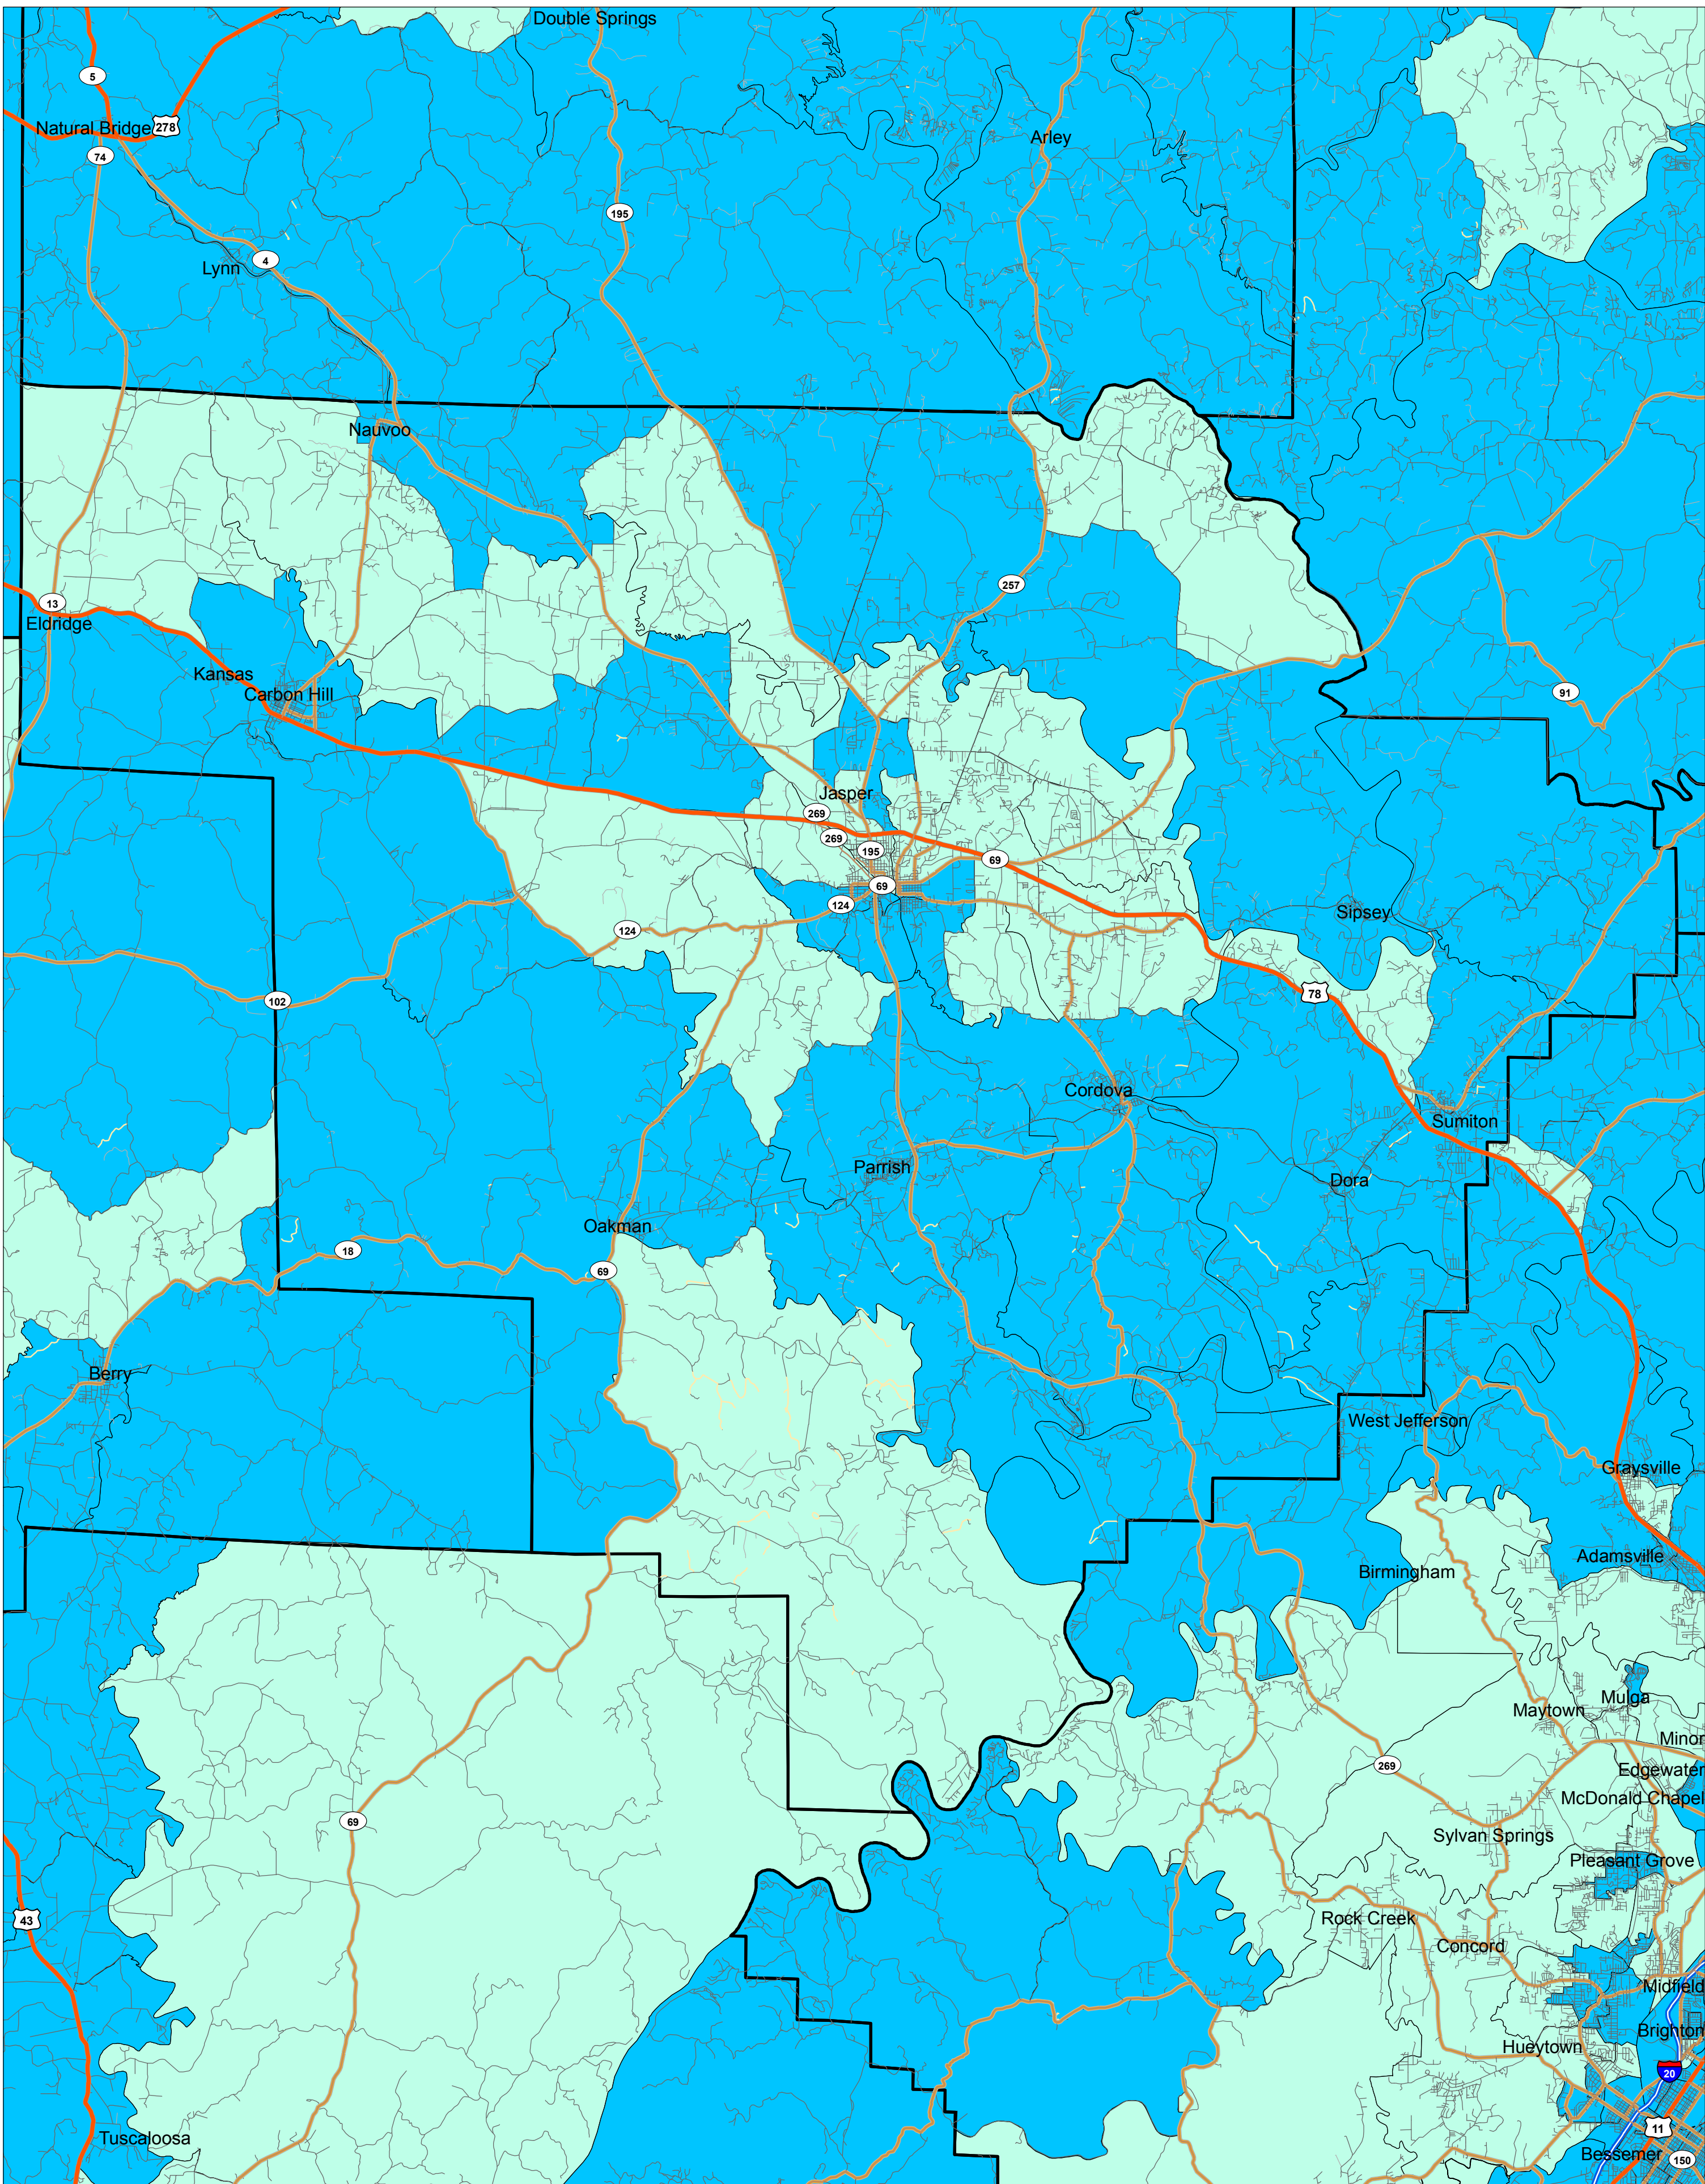 Double Springs
5
Natural Bridge
278
Arley
74
195
4
Lynn
Nauvoo
257
13
Eldridge
Kansas
Carbon Hill
91
Jasper
269
269
195
69
69
124
124
Sipsey
78
102
Cordova
Sumiton
Parrish
Dora
Oakman
18
69
Berry
West Jefferson
Graysville
Adamsville
Birmingham
Mulga
Maytown
Minor
269
Edgewater
McDonald Chapel
69
Sylvan Springs
Pleasant Grove
43
Rock Creek
Concord
Midfield
Brighton
Hueytown
20
11
Tuscaloosa
Bessemer
150